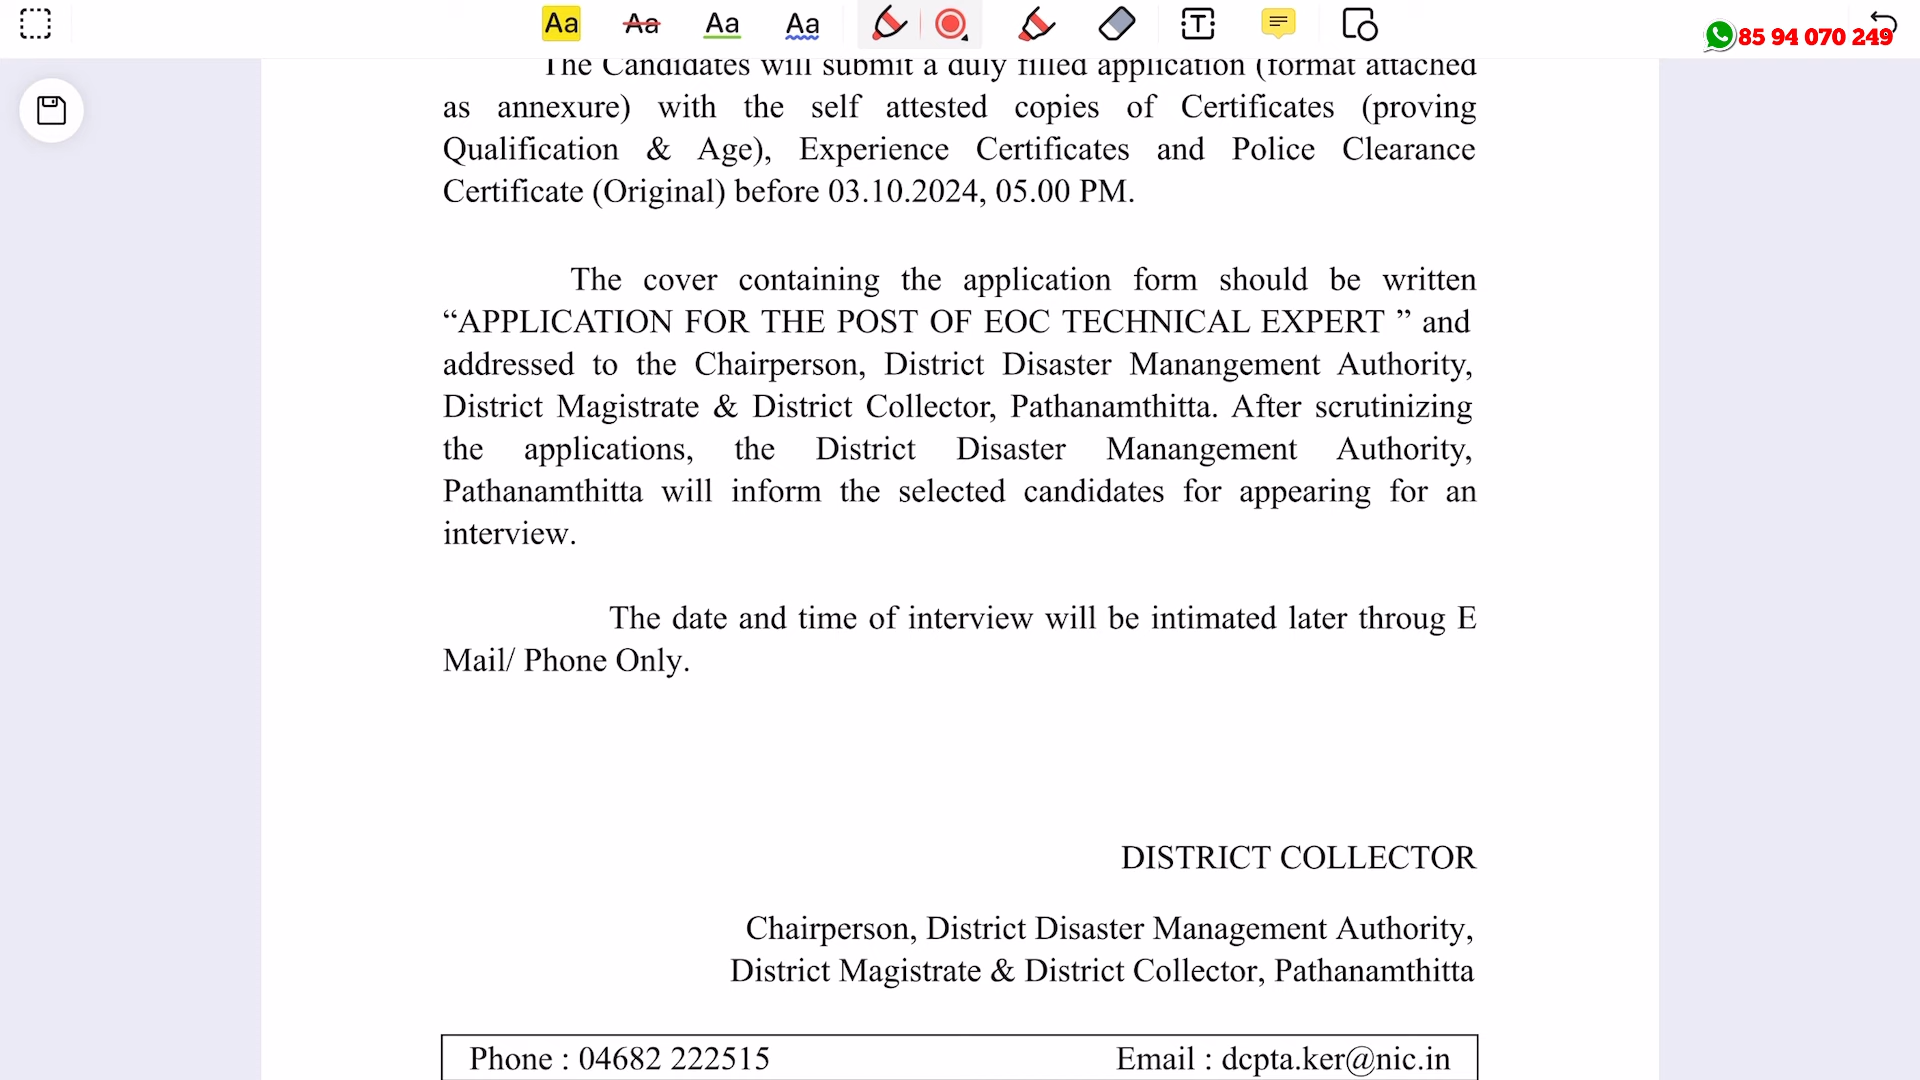 Aa Aa Aa Aa
85 94 070 249
The Candidates will submit a duly filled application (format attached
as annexure) with the self attested copies of Certificates (proving
Qualification & Age), Experience Certificates and Police Clearance
Certificate (Original) before 03.10.2024, 05.00 PM.
The cover containing the application form should be written
“APPLICATION FOR THE POST OF EOC TECHNICAL EXPERT ” and
addressed to the Chairperson, District Disaster Manangement Authority,
District Magistrate & District Collector, Pathanamthitta. After scrutinizing
the applications, the District Disaster Manangement Authority,
Pathanamthitta will inform the selected candidates for appearing for an
interview.
The date and time of interview will be intimated later throug E
Mail/ Phone Only.
DISTRICT COLLECTOR
Chairperson, District Disaster Management Authority,
District Magistrate & District Collector, Pathanamthitta
Phone : 04682 222515 Email : dcpta.ker@nic.in